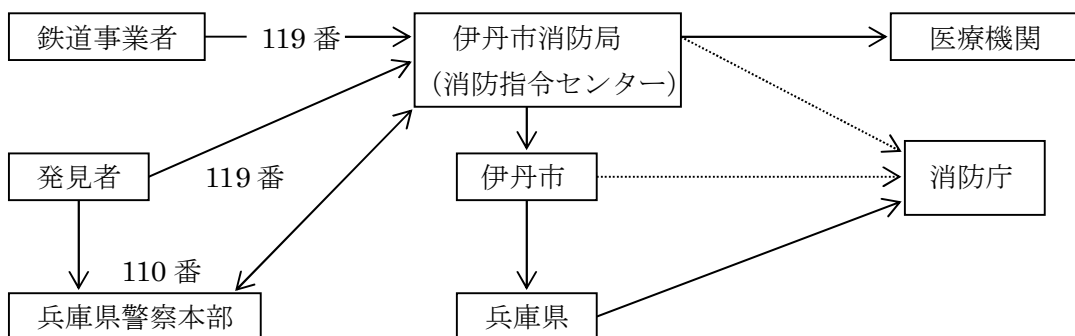 鉄道事業者
119 番
伊丹市消防局
（消防指令センター）
医療機関
発見者
119 番
伊丹市
消防庁
110 番
兵庫県警察本部
兵庫県